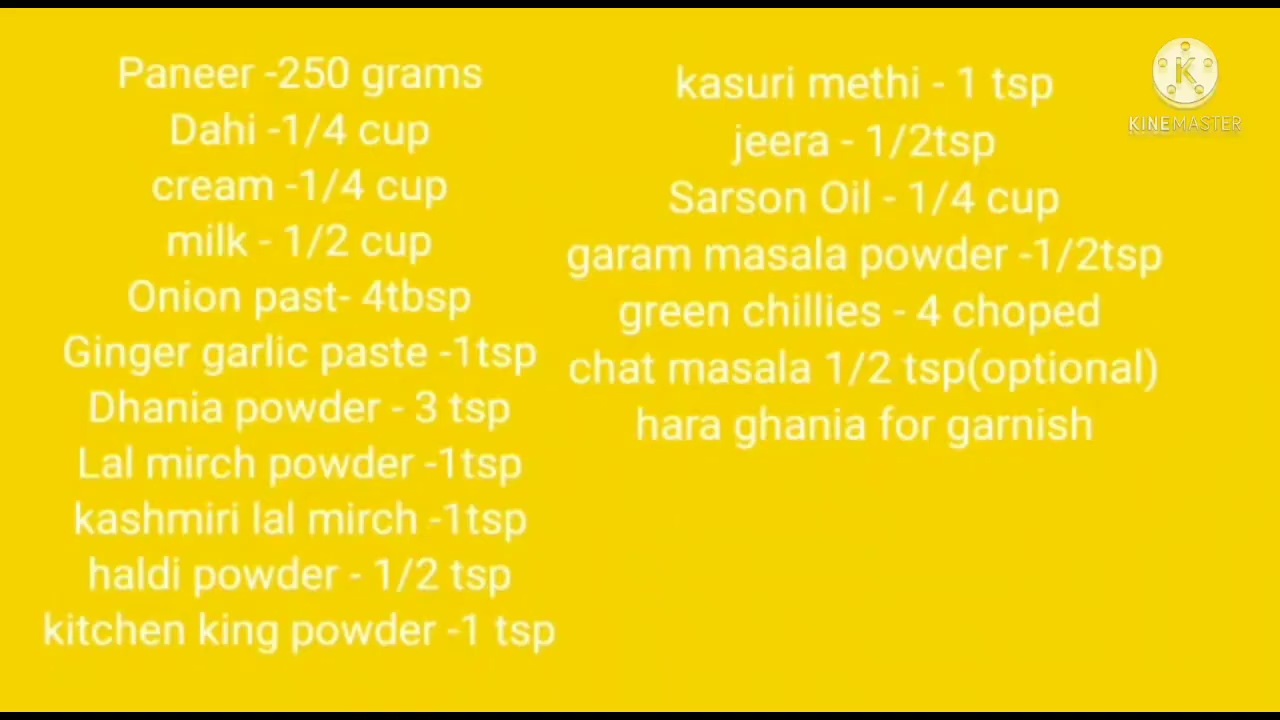 Paneer -250 grams
Dahi -1/4 cup
cream -1/4 cup
milk - 1/2 cup
Onion past- 4tbsp
Ginger garlic paste -1tsp
Dhania powder - 3 tsp
Lal mirch powder -1tsp
kashmiri lal mirch -1tsp
haldi powder - 1/2 tsp
kitchen king powder -1 tsp
kasuri methi - 1 tsp
jeera - 1/2tsp
Sarson Oil - 1/4 cup
garam masala powder -1/2tsp
green chillies - 4 choped
chat masala 1/2 tsp(optional)
hara ghania for garnish
K
KINEMASTER